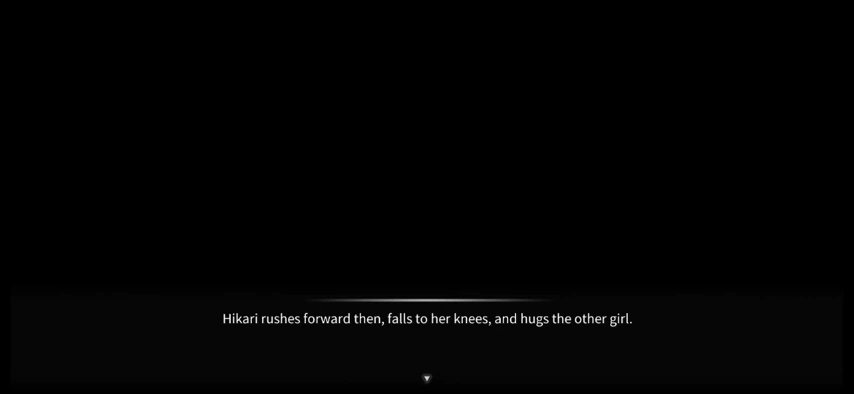 Hikari rushes forward then, falls to her knees, and hugs the other girl.